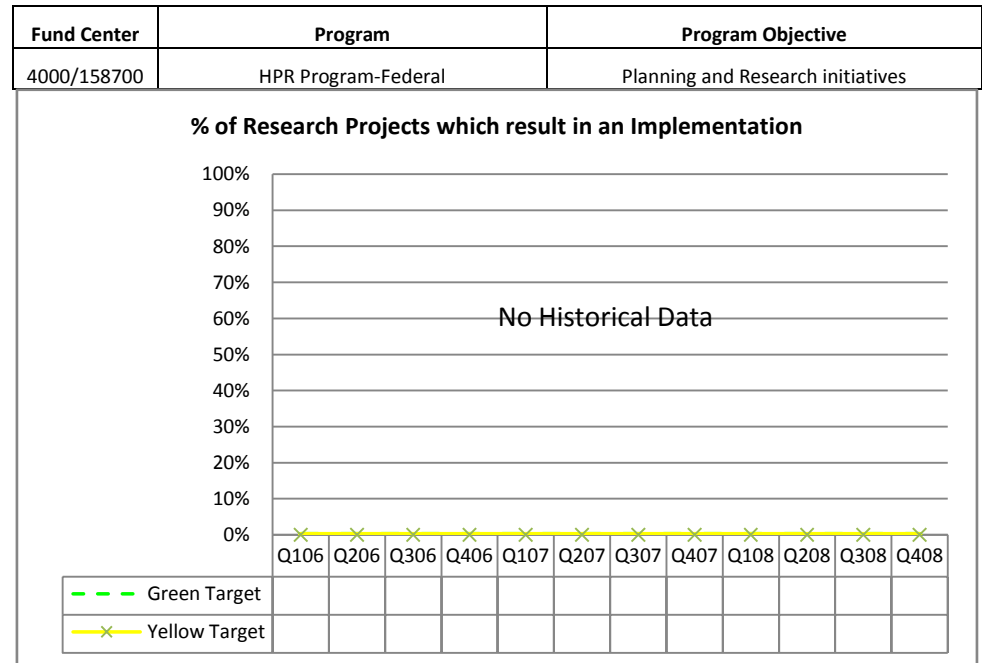 Fund Center Program Program Objective
4000/158700 HPR Program-Federal Planning and Research initiatives
% of Research Projects which result in an Implementation
100%
90%
80%
70%
60%
No Historical Data
50%
40%
30%
20%
10%
0%
Q106 Q206 Q306 Q406 Q107 Q207 Q307 Q407 Q108 Q208 Q308 Q408
Green Target
Yellow Target